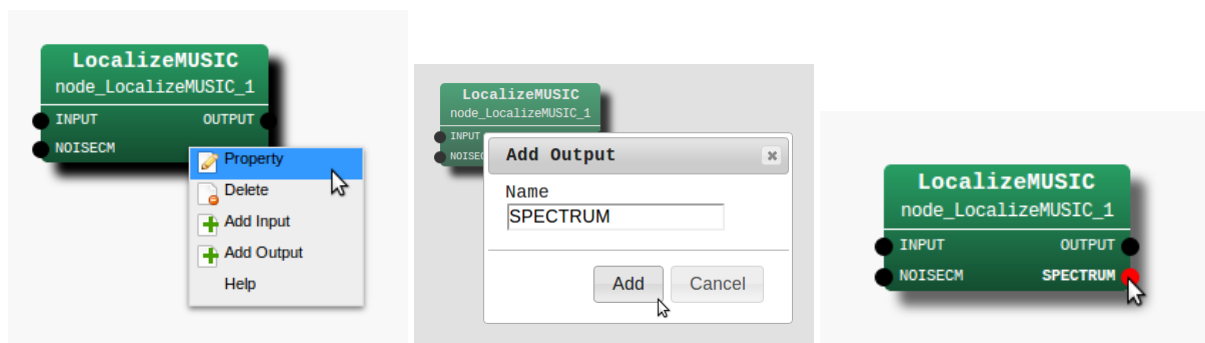 LocalizeMUSIC
node_LocalizeMUSIC_1
INPUT OUTPUT
NOISECM
Property
Delete
Add Input
Add Output
Help
LocalizeMUSIC
node_LocalizeMUSIC_1
INPUT
NOISEC
Add Output
Name
SPECTRUM
Add Cancel
LocalizeMUSIC
node_LocalizeMUSIC_1
INPUT OUTPUT
NOISECM SPECTRUM